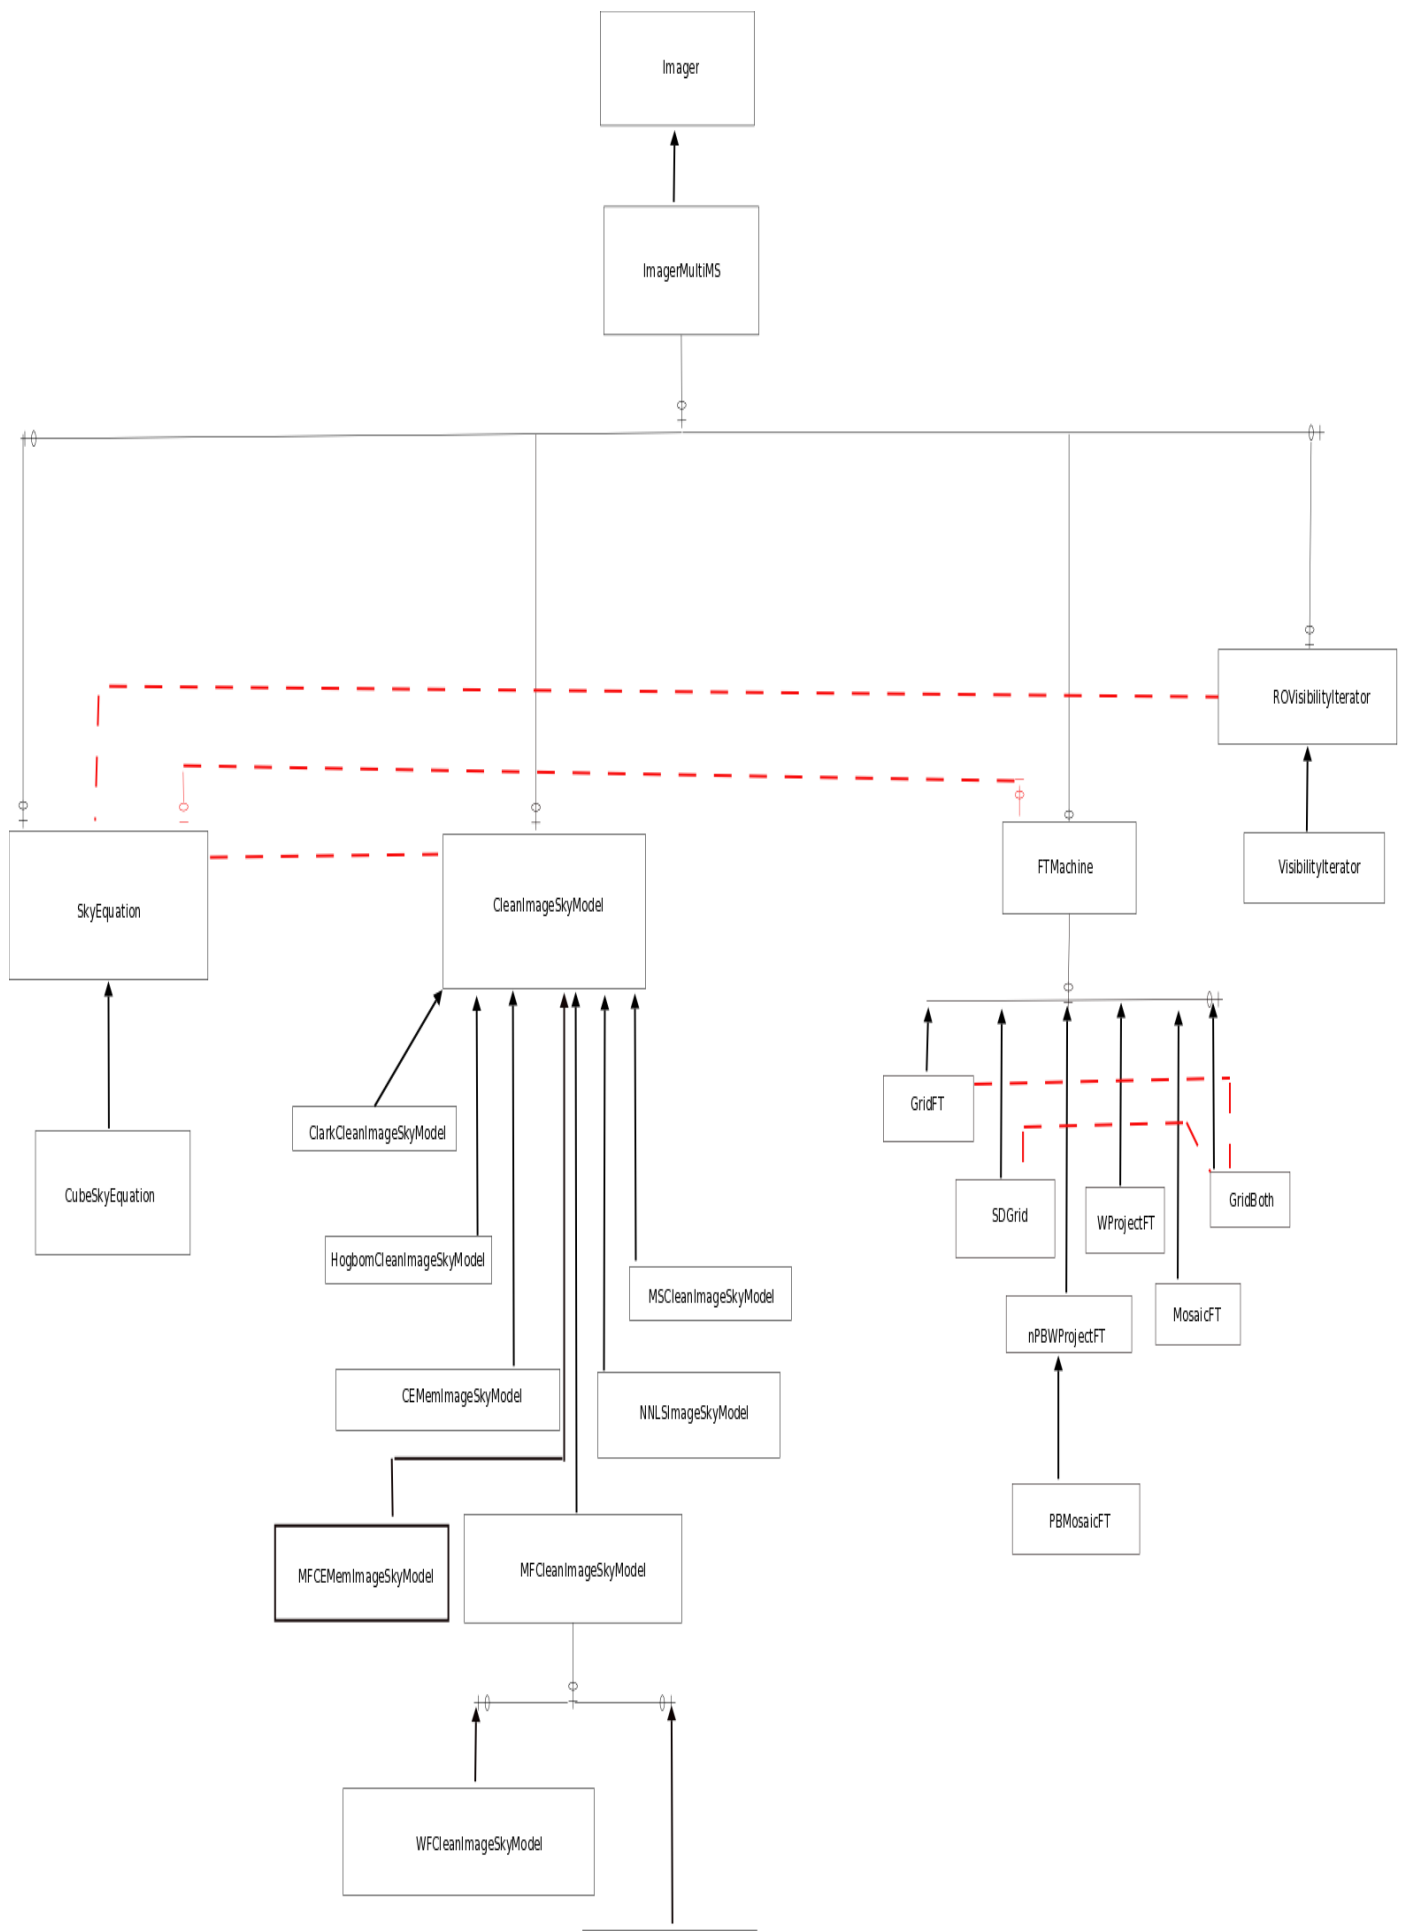 Imager
ImagerMultiMS
ROVisibilityIterator
FTMachine
VisibilityIterator
SkyEquation
CleanImageSkyModel
GridFT
ClarkCleanImageSkyModel
CubeSkyEquation
GridBoth
SDGrid
WProjectFT
HogbomCleanImageSkyModel
MSCleanImageSkyModel
MosaicFT
nPBWProjectFT
CEMemImageSkyModel
NNLSImageSkyModel
PBMosaicFT
MFCEMemImageSkyModel
MFCleanImageSkyModel
WFCleanImageSkyModel